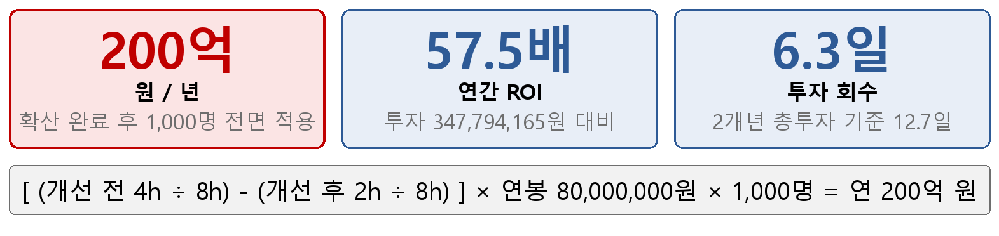 200억
원 / 년
확산 완료 후 1,000명 전면 적용
57.5배
연간 ROI
투자 347,794,165원 대비
6.3일
투자 회수
2개년 총투자 기준 12.7일
[ (개선 전 4h ÷ 8h) - (개선 후 2h ÷ 8h) ] × 연봉 80,000,000원 × 1,000명 = 연 200억 원